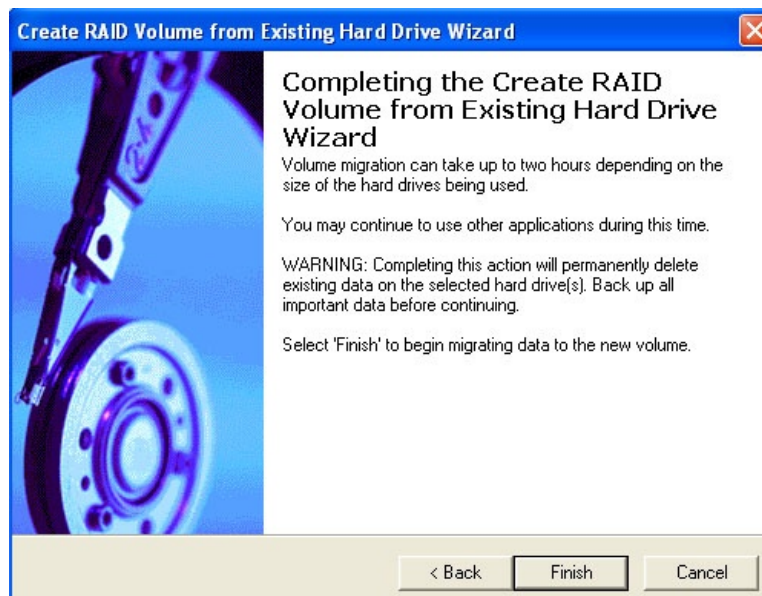 Create RAID Volume from Existing Hard Drive Wizard
Completing the Create RAID
Volume from Existing Hard Drive
Wizard
Volume migration can take up to two hours depending on the
size of the hard drives being used.
You may continue to use other applications during this time.
WARNING: Completing this action will permanently delete
existing data on the selected hard drive(s). Back up all
important data before continuing.
Select 'Finish' to begin migrating data to the new volume.
< Back Finish Cancel